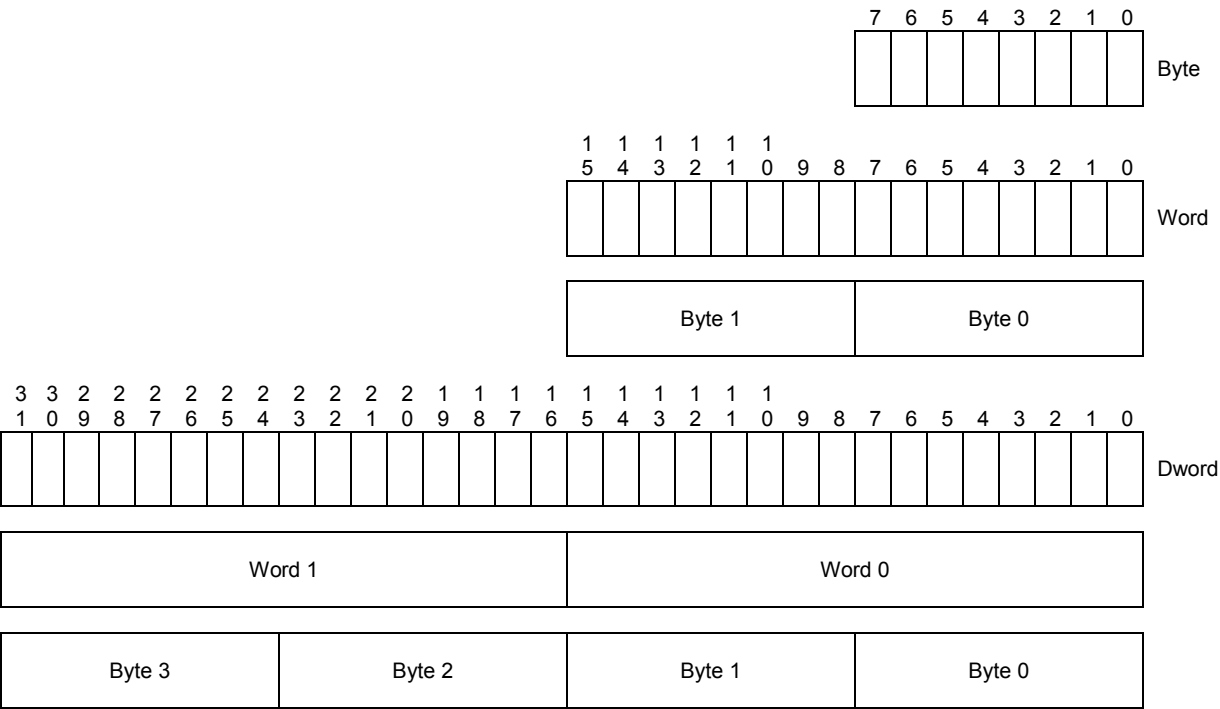 7 6 5 4 3 2 1 0
Byte
1 1 1 1 1 1
5 4 3 2 1 0 9 8 7 6 5 4 3 2 1 0
Word
Byte 1 Byte 0
3 3 2 2 2 2 2 2 2 2 2 2 1 1 1 1 1 1 1 1 1 1
1 0 9 8 7 6 5 4 3 2 1 0 9 8 7 6 5 4 3 2 1 0 9 8 7 6 5 4 3 2 1 0
Dword
Word 1 Word 0
Byte 3 Byte 2 Byte 1 Byte 0